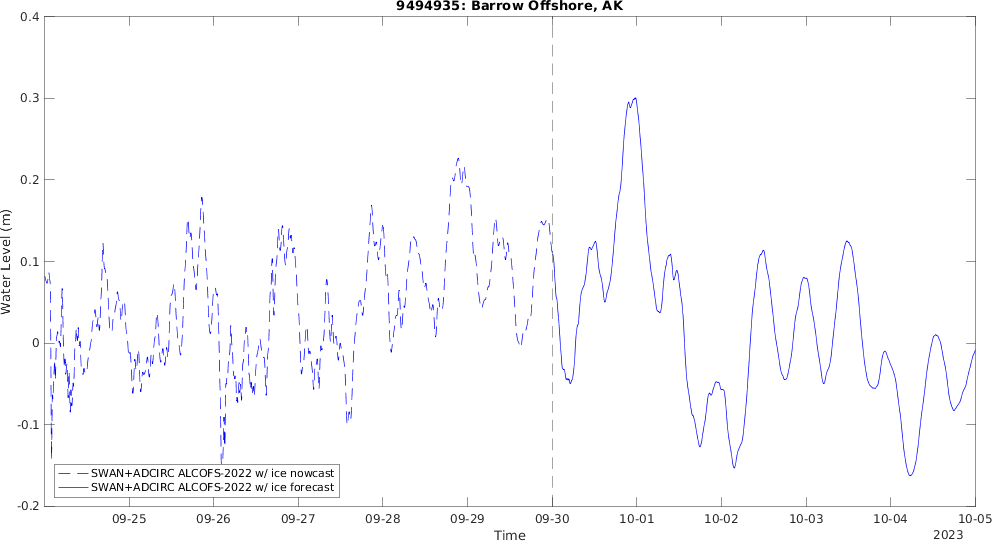 9494935: Barrow Offshore, AK
0.4
0.3
0.2
0.1
0
-0.1
-0.2
Water Level (m)
SWAN+ADCIRC ALCOFS-2022 w/ ice nowcast
SWAN+ADCIRC ALCOFS-2022 w/ ice forecast
09-25 09-26 09-27 09-28 09-29 09-30 10-01 10-02 10-03 10-04 10-05
Time
2023